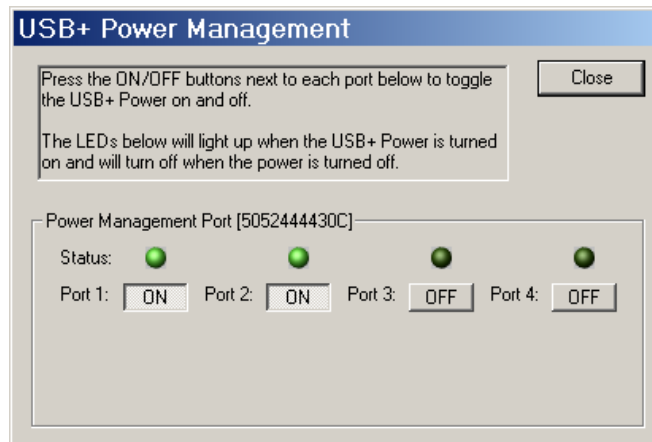 USB+ Power Management
Press the ON/OFF buttons next to each port below to toggle
the USB+ Power on and off.
Close
The LEDs below will light up when the USB+ Power is turned
on and will turn off when the power is turned off.
Power Management Port [5052444430C]
Status:
Port 1: ON Port 2: ON Port 3: OFF Port 4: OFF